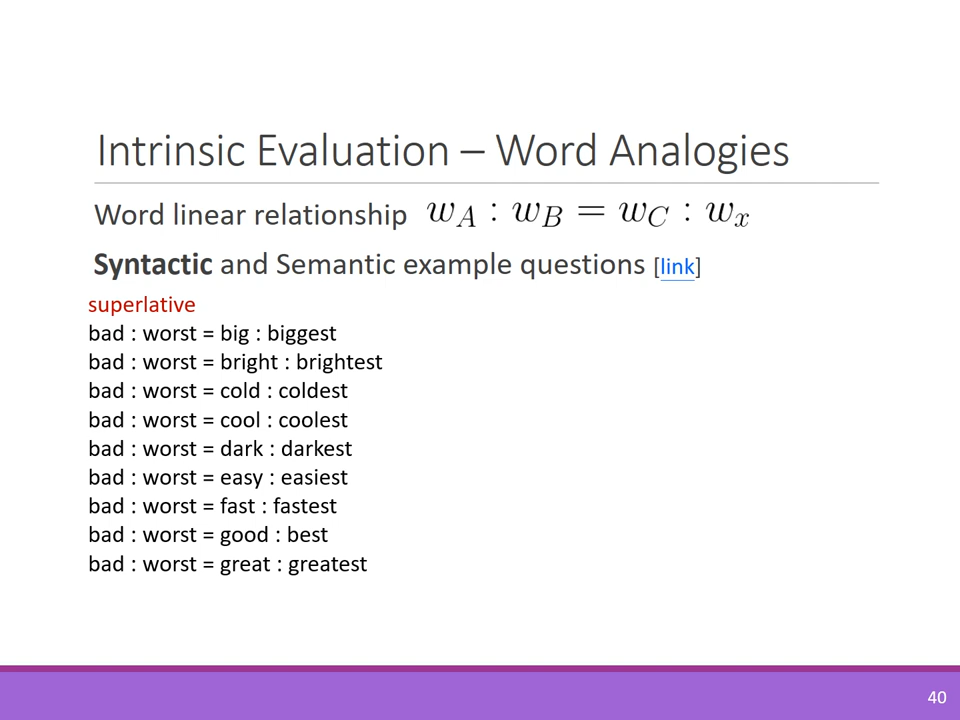 Intrinsic Evaluation – Word Analogies
Word linear relationship w_A : w_B = w_C : w_x
Syntactic and Semantic example questions [link]
superlative
bad : worst = big : biggest
bad : worst = bright : brightest
bad : worst = cold : coldest
bad : worst = cool : coolest
bad : worst = dark : darkest
bad : worst = easy : easiest
bad : worst = fast : fastest
bad : worst = good : best
bad : worst = great : greatest
40